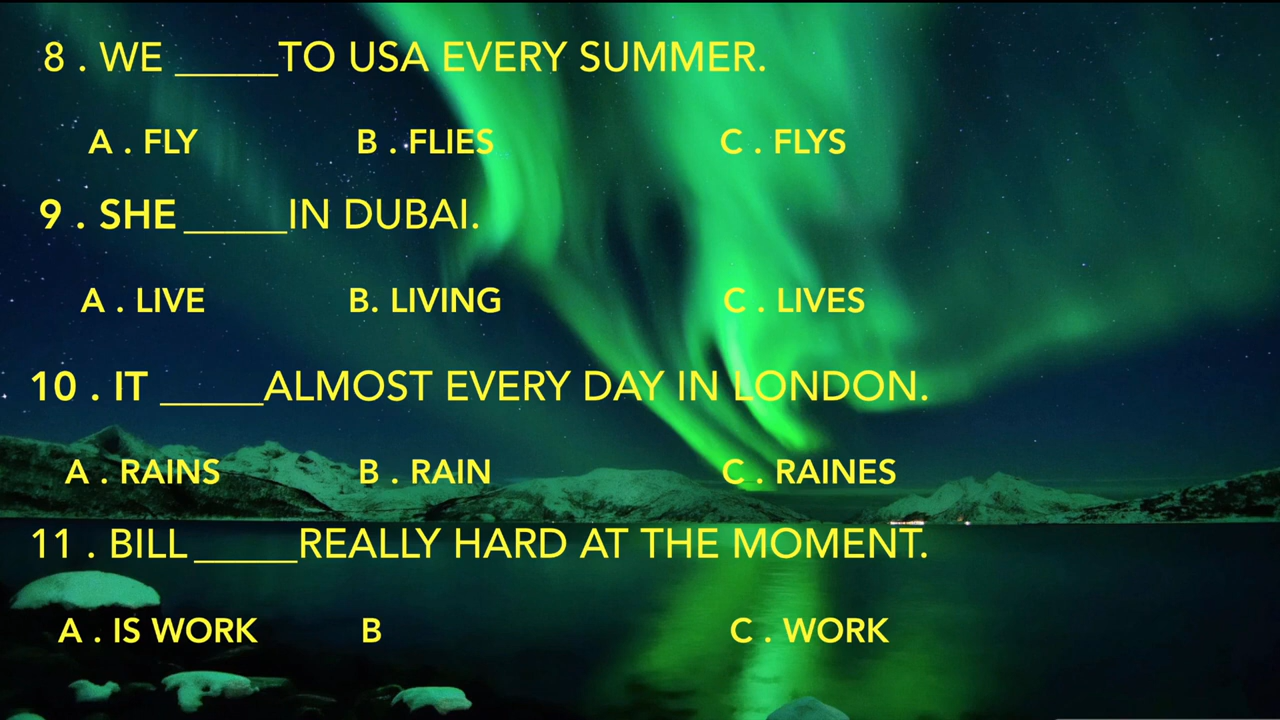 8 . WE _____TO USA EVERY SUMMER.
A . FLY B . FLIES C . FLYS
9 . SHE _____IN DUBAI.
A . LIVE B. LIVING C . LIVES
10 . IT _____ALMOST EVERY DAY IN LONDON.
A . RAINS B . RAIN C . RAINES
11 . BILL _____REALLY HARD AT THE MOMENT.
A . IS WORK B C . WORK